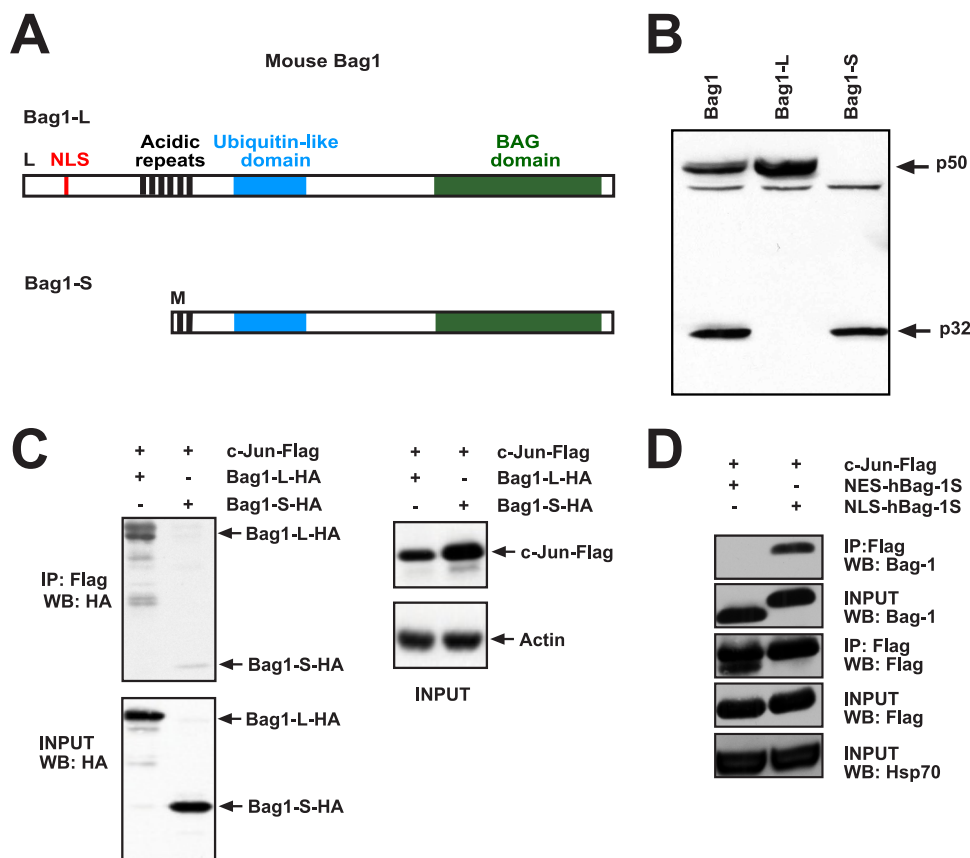 A
Mouse Bag1
Bag1-L
L NLS
Acidic
repeats
Ubiquitin-like
domain
BAG
domain
Bag1-S
M
B
Bag1
Bag1-L
Bag1-S
p50
p32
C
+ + c-Jun-Flag
+ - Bag1-L-HA
- + Bag1-S-HA
IP: Flag
WB: HA
Bag1-L-HA
Bag1-S-HA
INPUT
WB: HA
Bag1-L-HA
Bag1-S-HA
+ + c-Jun-Flag
+ - Bag1-L-HA
- + Bag1-S-HA
c-Jun-Flag
Actin
INPUT
D
+ + c-Jun-Flag
+ - NES-hBag-1S
- + NLS-hBag-1S
IP:Flag
WB: Bag-1
INPUT
WB: Bag-1
IP: Flag
WB: Flag
INPUT
WB: Flag
INPUT
WB: Hsp70